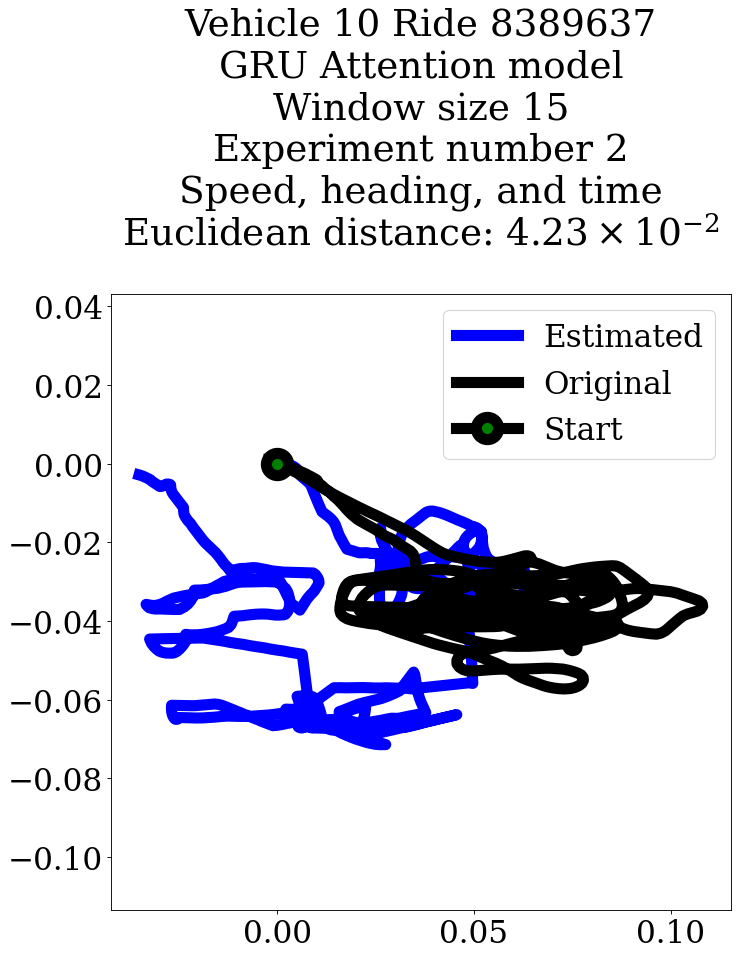 Vehicle 10 Ride 8389637
GRU Attention model
Window size 15
Experiment number 2
Speed, heading, and time
Euclidean distance: 4.23 × 10⁻²
Estimated
Original
Start
0.04
0.02
0.00
−0.02
−0.04
−0.06
−0.08
−0.10
0.00 0.05 0.10